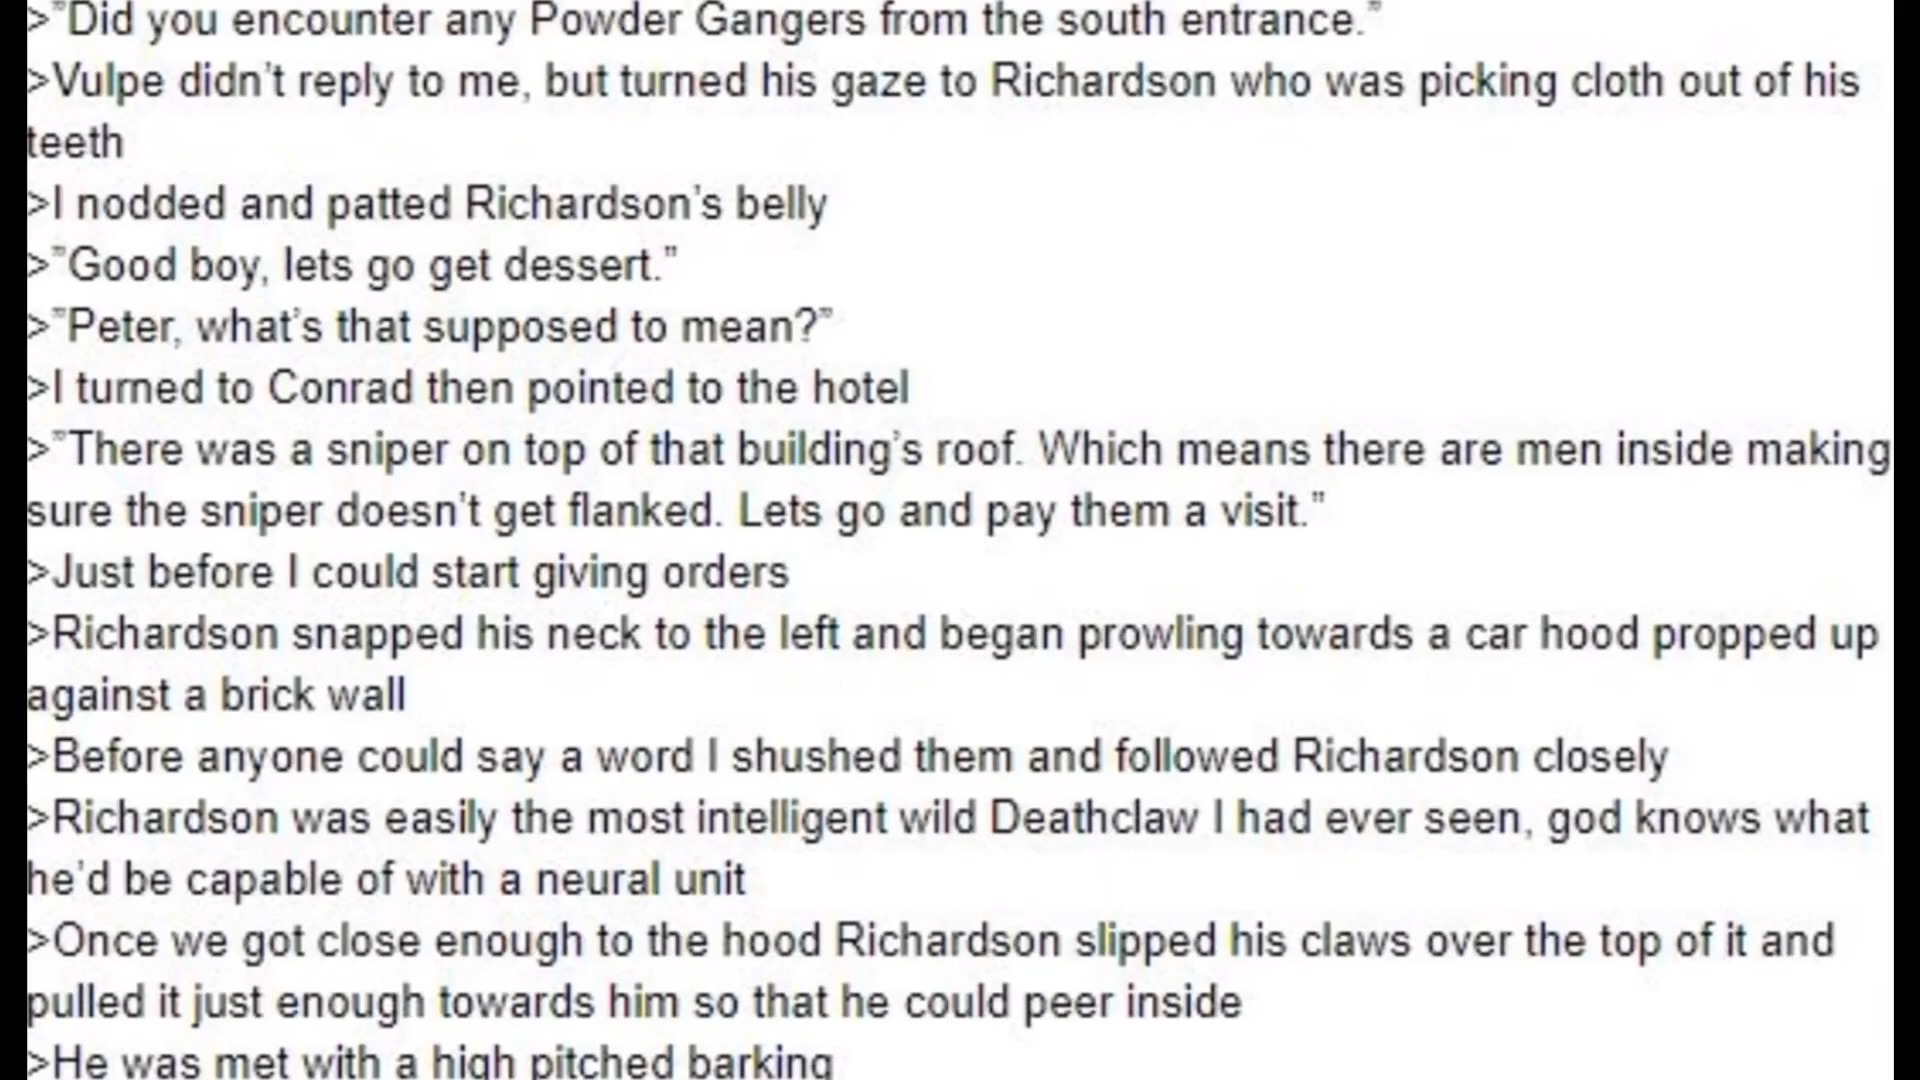 >"Did you encounter any Powder Gangers from the south entrance."
>Vulpe didn't reply to me, but turned his gaze to Richardson who was picking cloth out of his
teeth
>I nodded and patted Richardson's belly
>"Good boy, lets go get dessert."
>"Peter, what's that supposed to mean?"
>I turned to Conrad then pointed to the hotel
>"There was a sniper on top of that building's roof. Which means there are men inside making
sure the sniper doesn't get flanked. Lets go and pay them a visit."
>Just before I could start giving orders
>Richardson snapped his neck to the left and began prowling towards a car hood propped up
against a brick wall
>Before anyone could say a word I shushed them and followed Richardson closely
>Richardson was easily the most intelligent wild Deathclaw I had ever seen, god knows what
he'd be capable of with a neural unit
>Once we got close enough to the hood Richardson slipped his claws over the top of it and
pulled it just enough towards him so that he could peer inside
>He was met with a high pitched barking